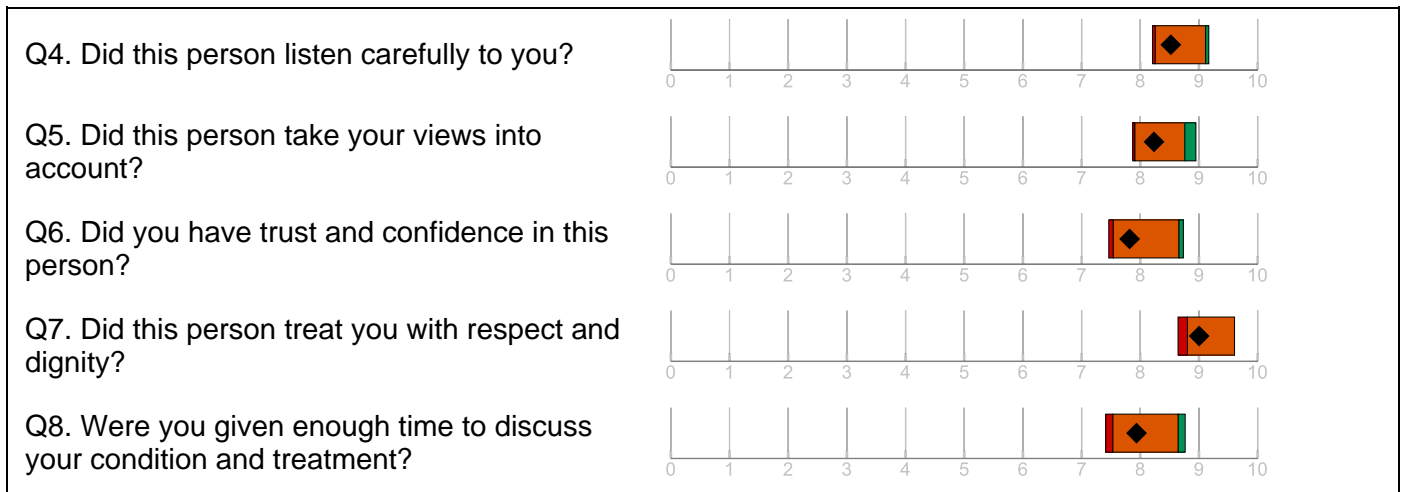 Q4. Did this person listen carefully to you?
0 1 2 3 4 5 6 7 8 9 10
Q5. Did this person take your views into
account?
0 1 2 3 4 5 6 7 8 9 10
Q6. Did you have trust and confidence in this
person?
0 1 2 3 4 5 6 7 8 9 10
Q7. Did this person treat you with respect and
dignity?
0 1 2 3 4 5 6 7 8 9 10
Q8. Were you given enough time to discuss
your condition and treatment?
0 1 2 3 4 5 6 7 8 9 10